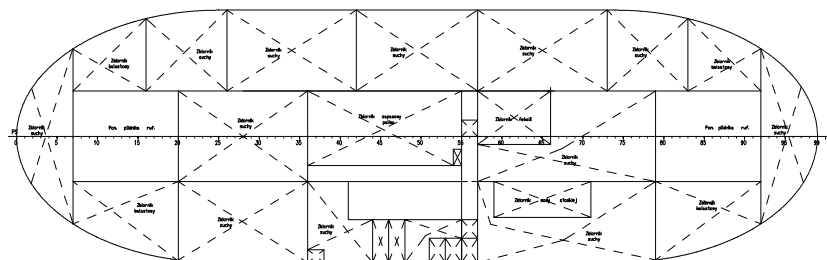 Zbiornik suchy
Zbiornik suchy
Zbiornik suchy
Zbiornik suchy
Zbiornik suchy
Zbiornik suchy
Zbiornik balastowy
Zbiornik balastowy
Zbiornik zapasowy paliwa
Zbiornik fekalii
Zbiornik suchy
Pom. pędnika ruf.
Zbiornik suchy
Pom. pędnika ruf.
Zbiornik suchy
PS
0 5 10 15 20 25 30 35 40 45 50 55 60 65 70 75 80 85 90 95 99
Zbiornik suchy
Zbiornik balastowy
Zbiornik suchy
Zbiornik suchy
Zbiornik wody słodkiej
Zbiornik suchy
Zbiornik balastowy